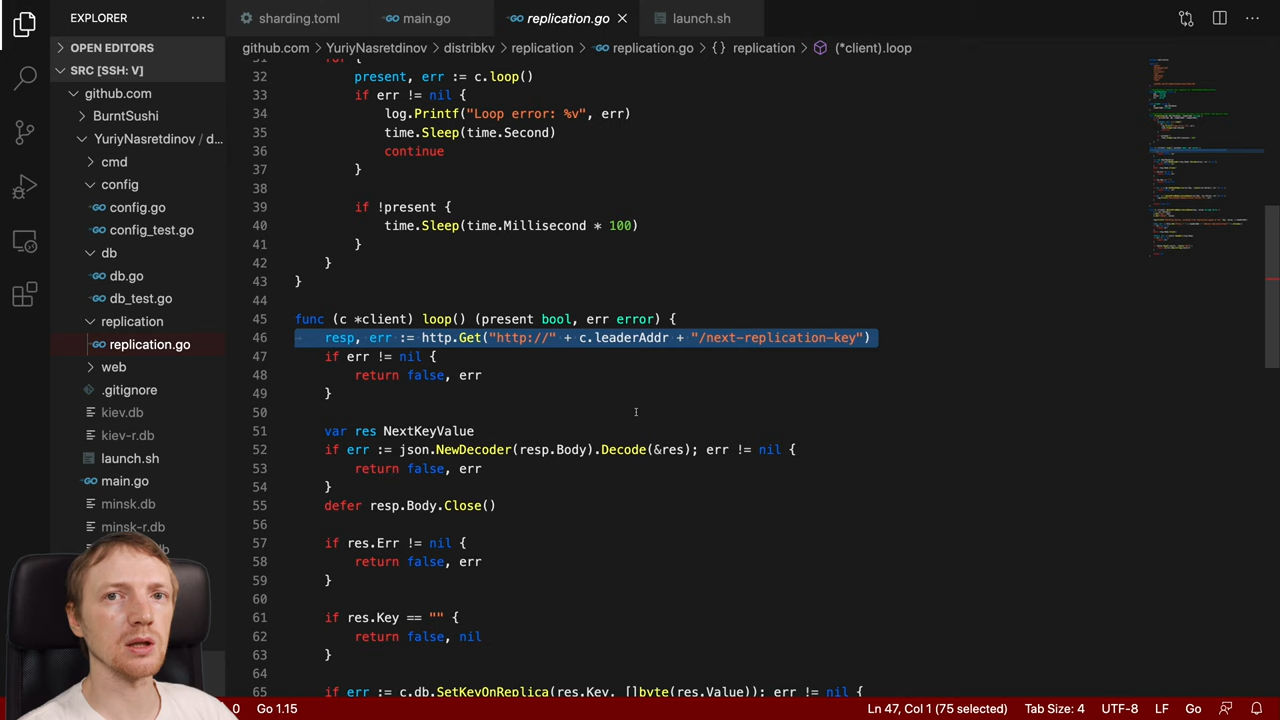 EXPLORER
sharding.toml
main.go
replication.go
launch.sh
OPEN EDITORS
SRC [SSH: V]
github.com
BurntSushi
YuriyNasretdinov / d...
cmd
config
config.go
config_test.go
db
db.go
db_test.go
replication
replication.go
web
.gitignore
kiev.db
kiev-r.db
launch.sh
main.go
minsk.db
minsk-r.db
github.com > YuriyNasretdinov > distribkv > replication > replication.go > {} replication > (*client).loop
32 present, err := c.loop()
33 if err != nil {
34 log.Printf("Loop error: %v", err)
35 time.Sleep(time.Second)
36 continue
37 }
38
39 if !present {
40 time.Sleep(time.Millisecond * 100)
41 }
42 }
43 }
44
45 func (c *client) loop() (present bool, err error) {
46 resp, err := http.Get("http://" + c.leaderAddr + "/next-replication-key")
47 if err != nil {
48 return false, err
49 }
50
51 var res NextKeyValue
52 if err := json.NewDecoder(resp.Body).Decode(&res); err != nil {
53 return false, err
54 }
55 defer resp.Body.Close()
56
57 if res.Err != nil {
58 return false, err
59 }
60
61 if res.Key == "" {
62 return false, nil
63 }
64
65 if err := c.db.SetKeyOnReplica(res.Key, []byte(res.Value)); err != nil {
0 Go 1.15 Ln 47, Col 1 (75 selected) Tab Size: 4 UTF-8 LF Go